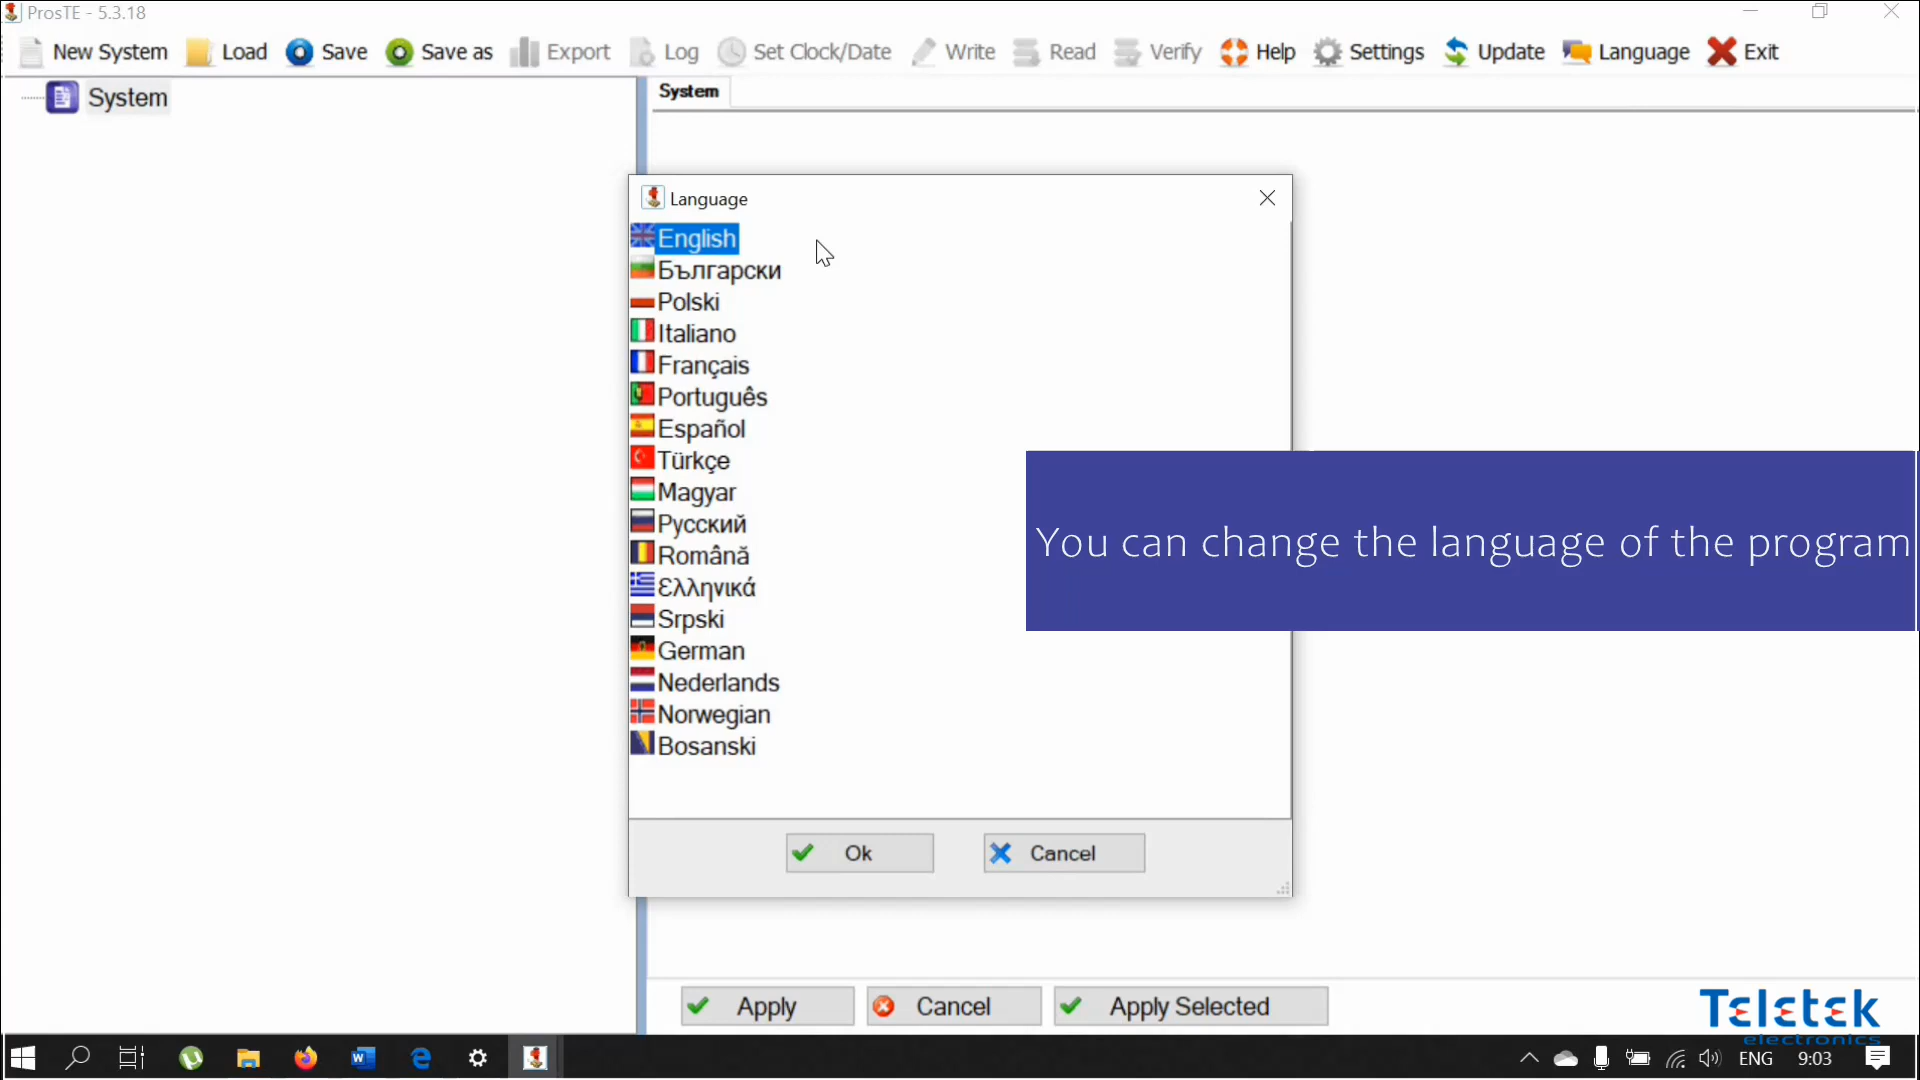 ProsTE - 5.3.18
New System Load Save Save as Export Log Set Clock/Date Write Read Verify Help Settings Update Language Exit
System
System
Language
English
Български
Polski
Italiano
Français
Português
Español
Türkçe
Magyar
Русский
Română
Ελληνικά
Srpski
German
Nederlands
Norwegian
Bosanski
You can change the language of the program
Ok Cancel
Apply Cancel Apply Selected
Teletek
electronics
ENG 9:03